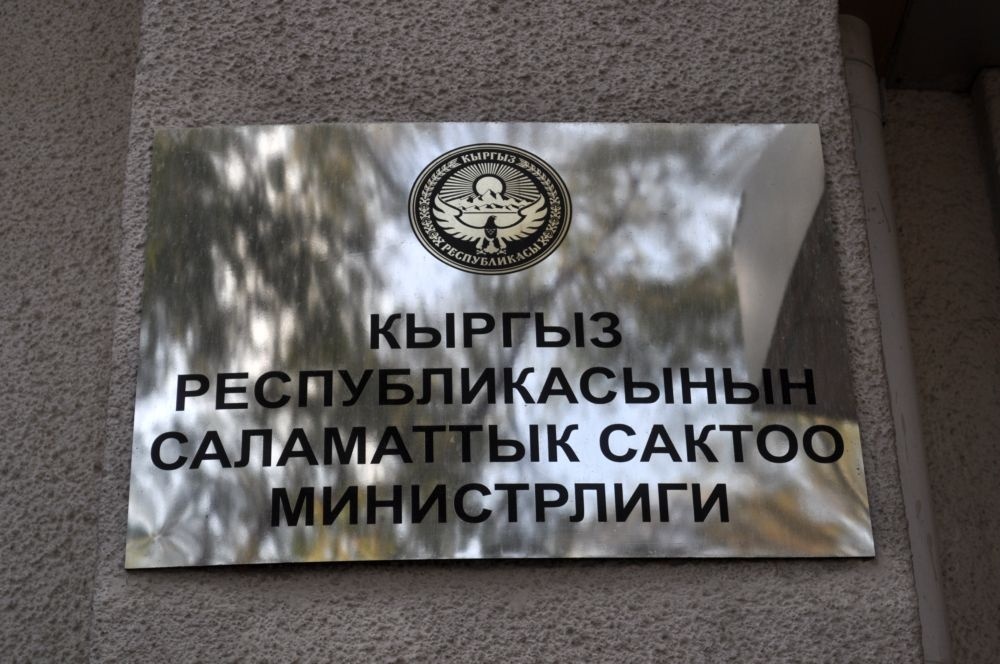 КЫРГЫЗ
РЕСПУБЛИКАСЫ
КЫРГЫЗ
РЕСПУБЛИКАСЫНЫН
САЛАМАТТЫК САКТОО
МИНИСТРЛИГИ